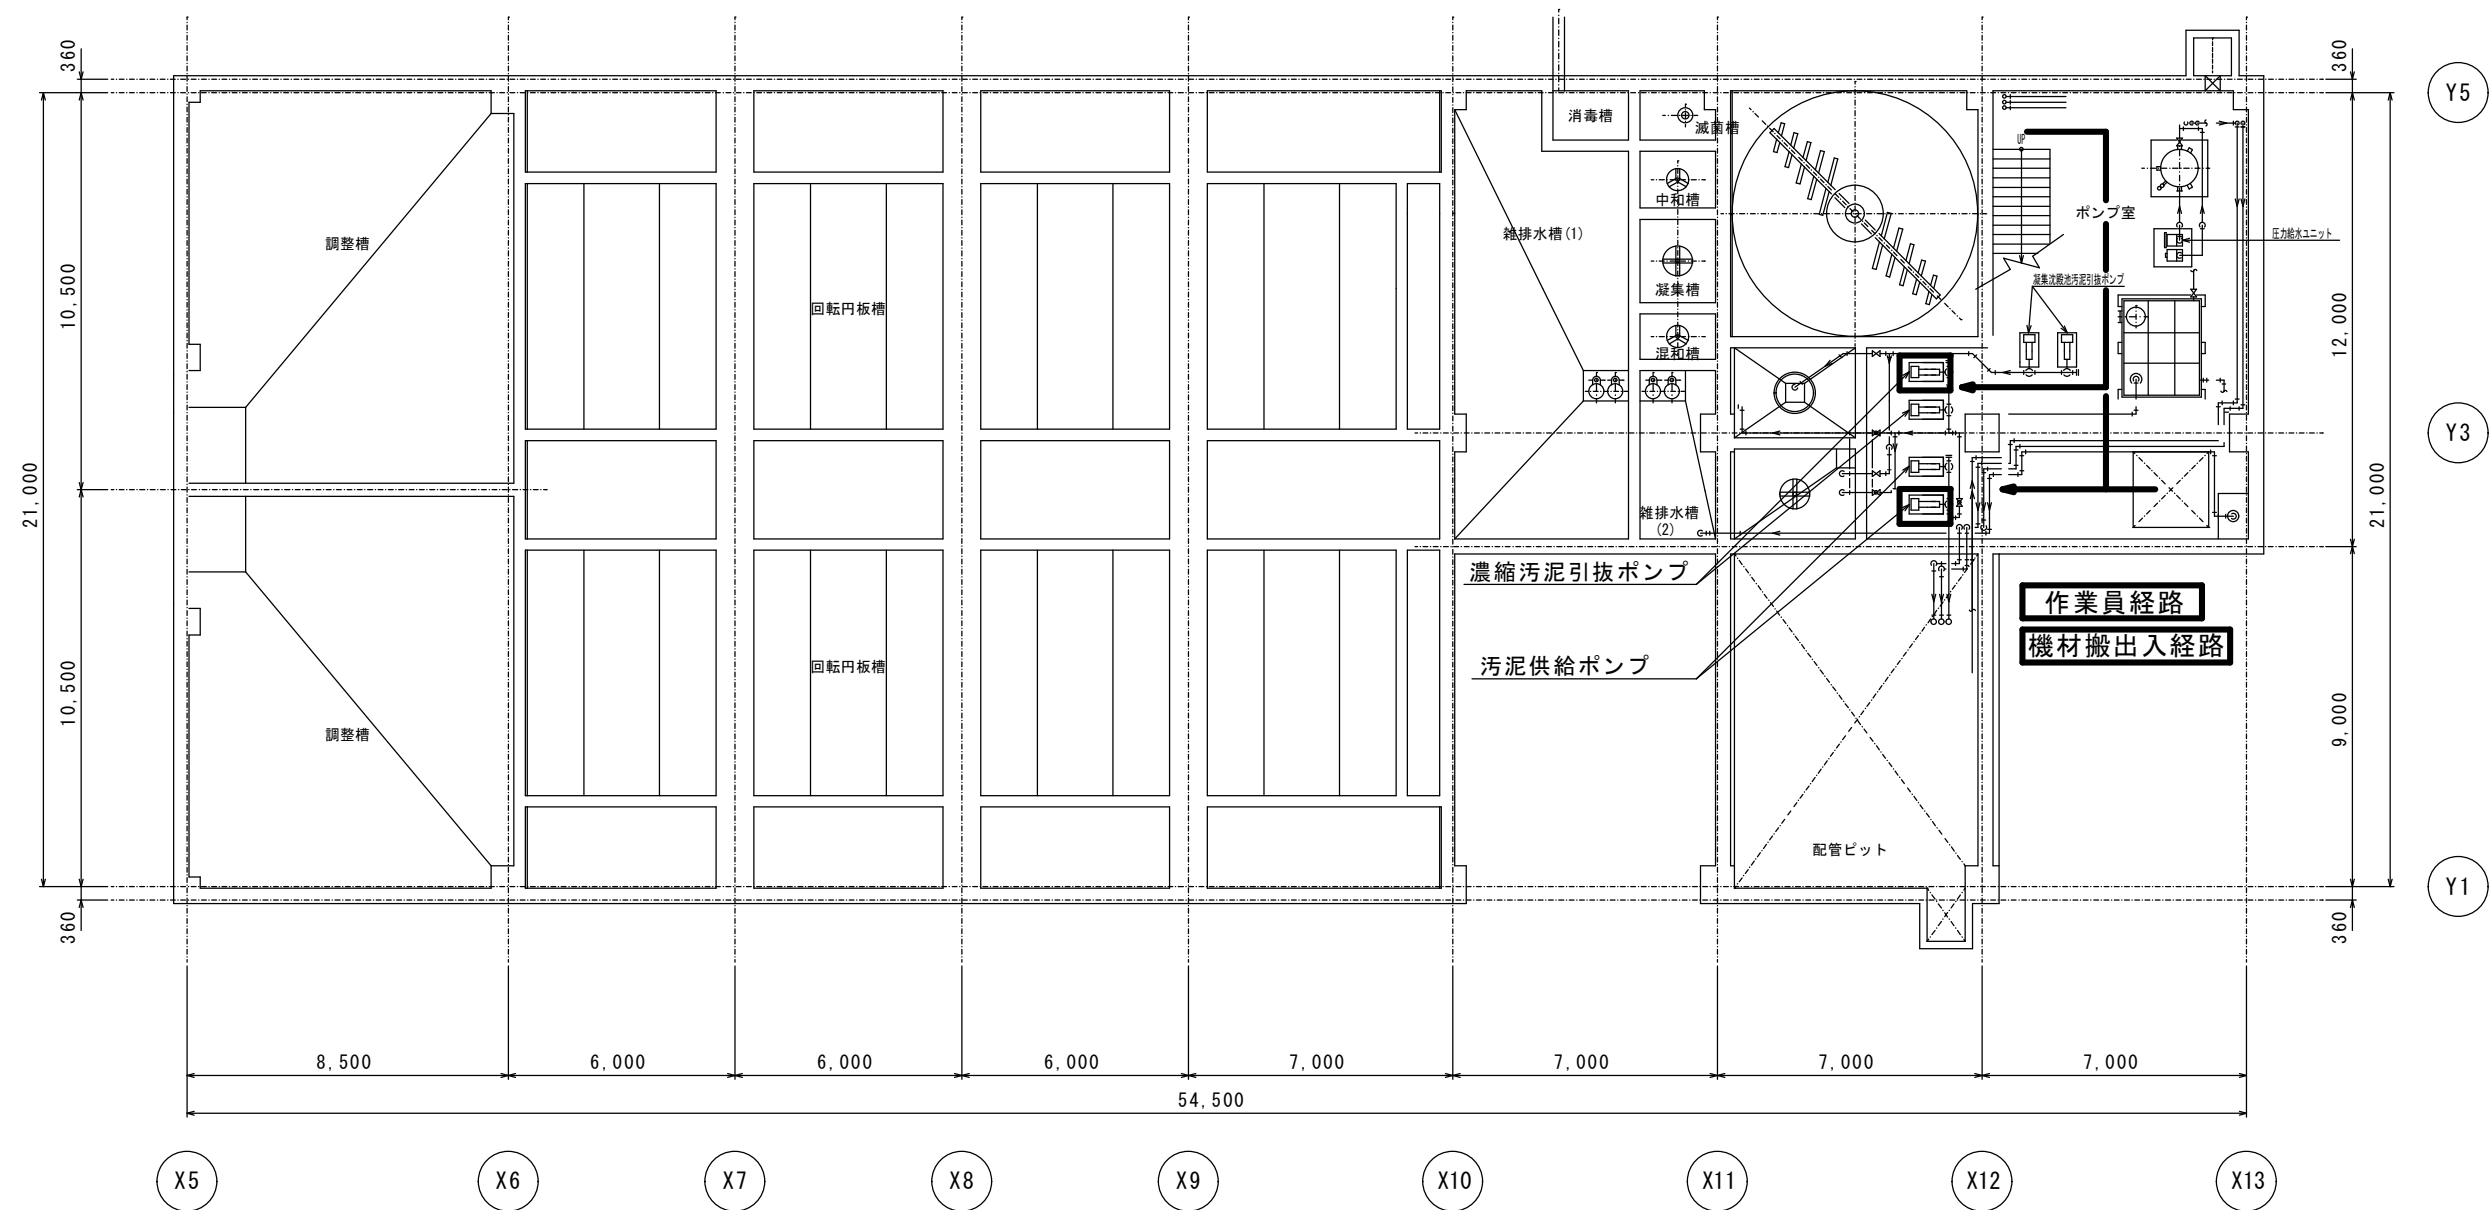 360
360
Y5
消毒槽
滅菌槽
UP
中和槽
ポンプ室
雑排水槽(1)
圧力給水ユニット
調整槽
10,500
凝集沈殿池汚泥引抜ポンプ
凝集槽
回転円板槽
12,000
混和槽
Y3
21,000
21,000
雑排水槽
(2)
濃縮汚泥引抜ポンプ
作業員経路
機材搬出入経路
汚泥供給ポンプ
回転円板槽
10,500
9,000
調整槽
配管ピット
Y1
360
360
8,500
6,000
6,000
6,000
7,000
7,000
7,000
7,000
54,500
X5
X6
X7
X8
X9
X10
X11
X12
X13